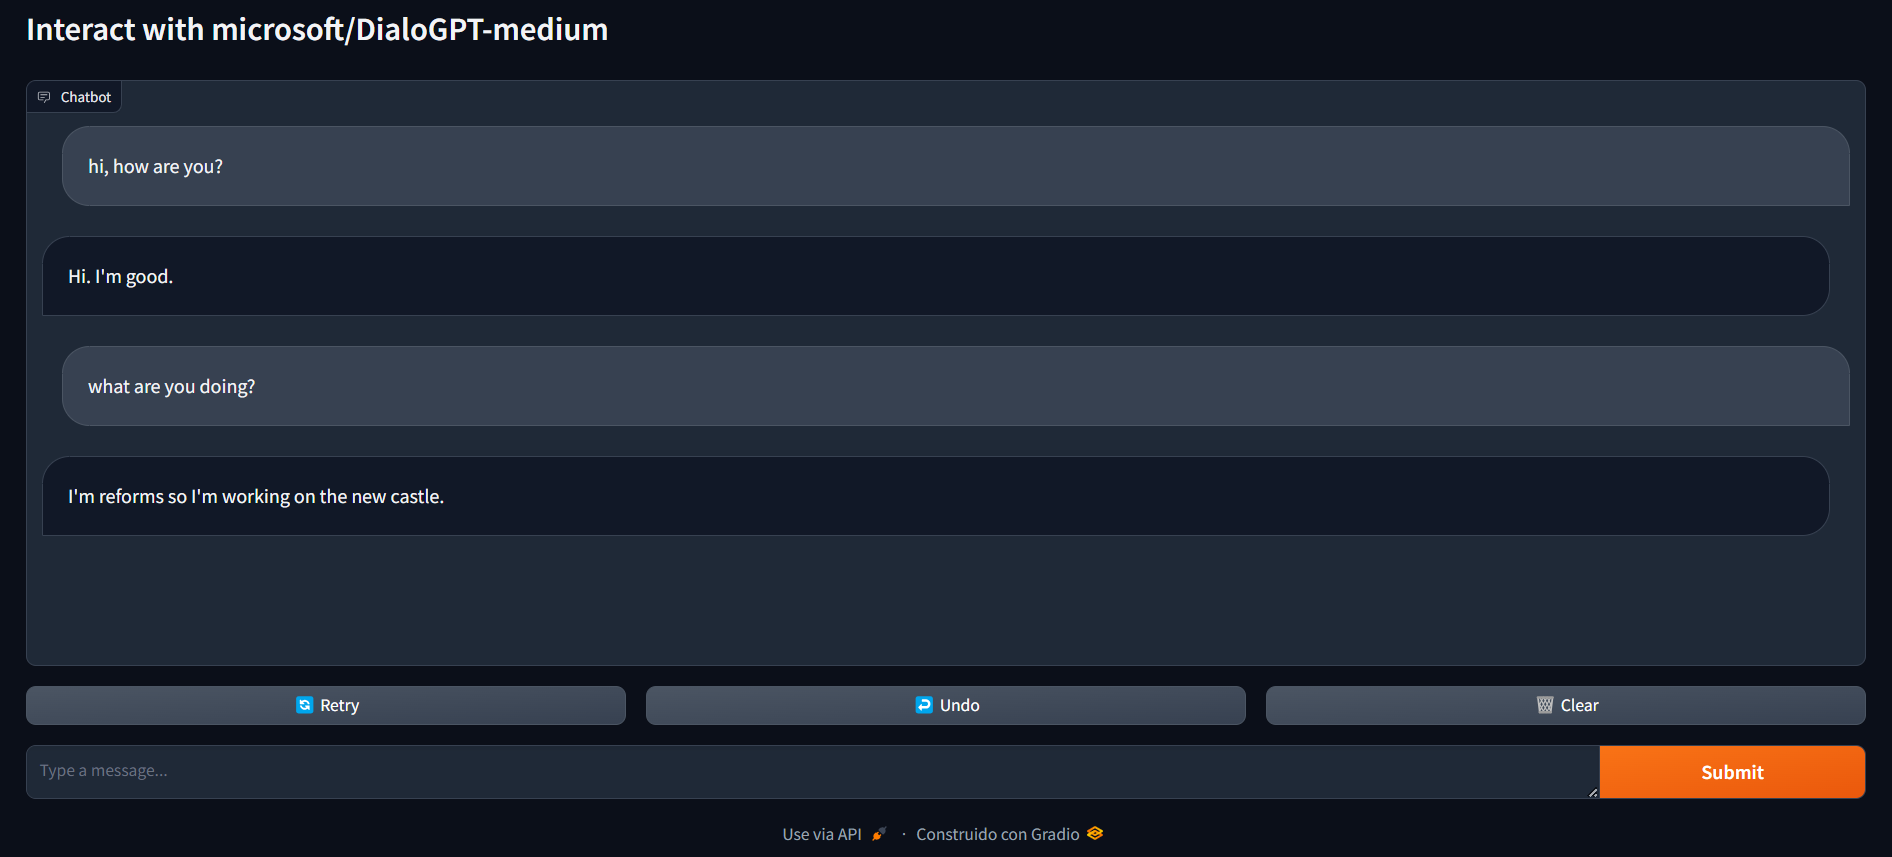 Interact with microsoft/DialoGPT-medium
Chatbot
hi, how are you?
Hi. I'm good.
what are you doing?
I'm reforms so I'm working on the new castle.
Retry
Undo
Clear
Type a message...
Submit
Use via API · Construido con Gradio